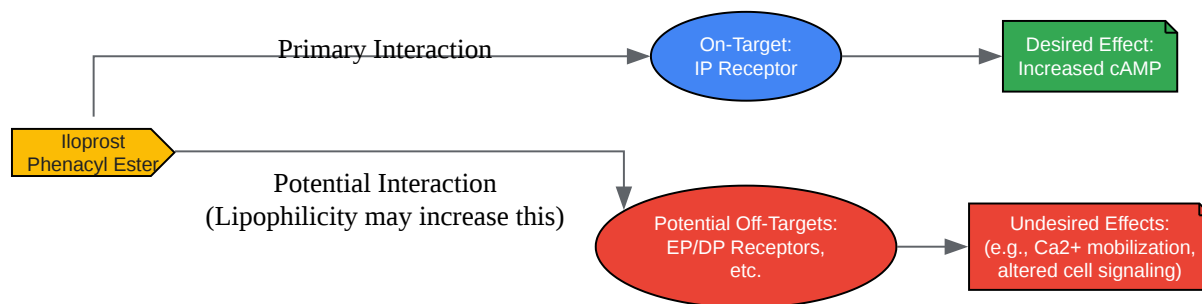 Primary Interaction
On-Target:
IP Receptor
Desired Effect:
Increased cAMP
Iloprost
Phenacyl Ester
Potential Interaction
(Lipophilicity may increase this)
Potential Off-Targets:
EP/DP Receptors,
etc.
Undesired Effects:
(e.g., Ca2+ mobilization,
altered cell signaling)